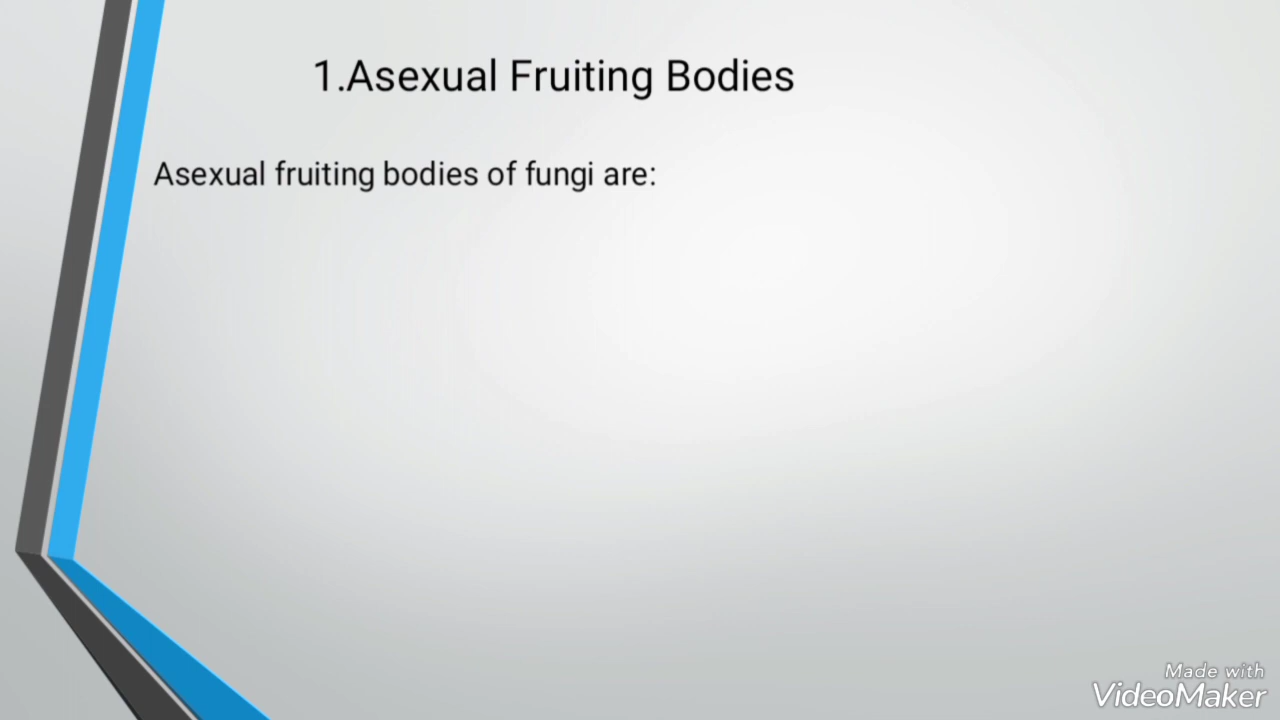 1.Asexual Fruiting Bodies
Asexual fruiting bodies of fungi are:
Made with
VideoMaker